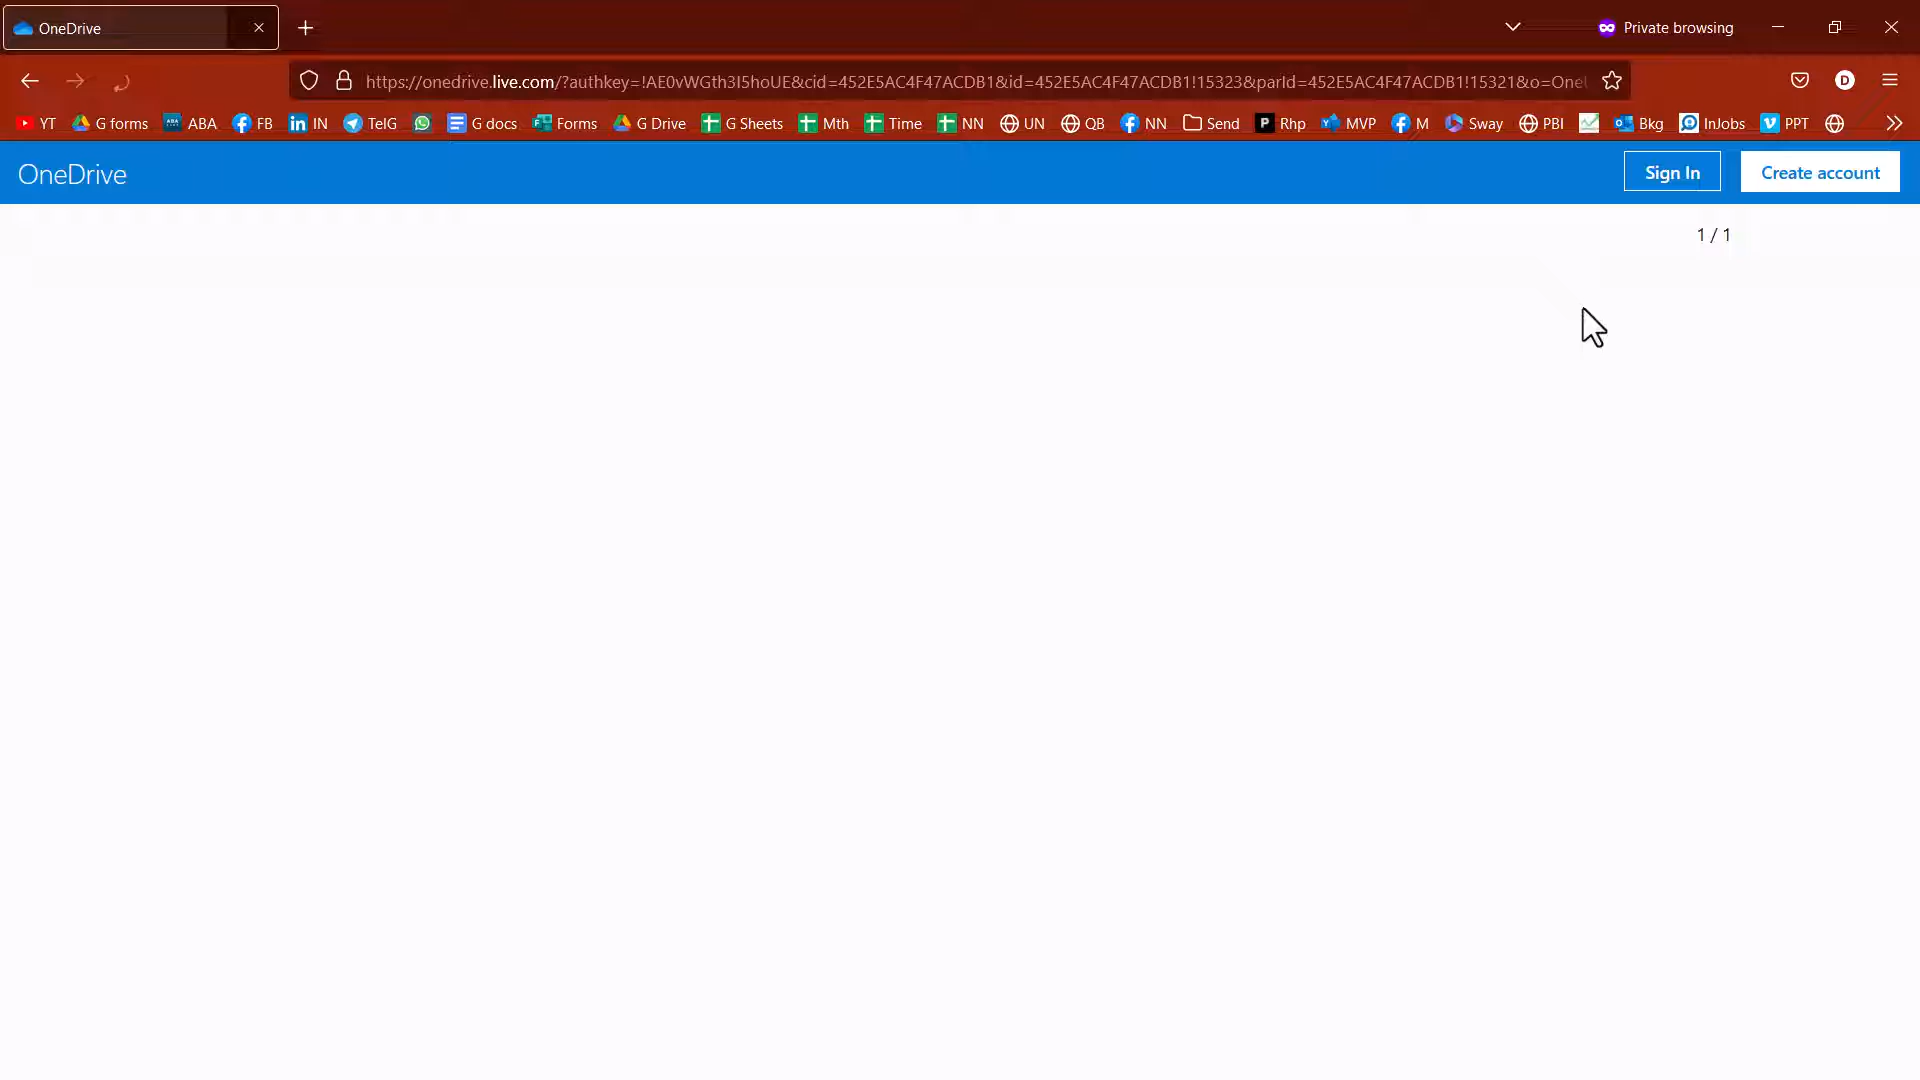 OneDrive
Private browsing
https://onedrive.live.com/?authkey=!AE0vWGth3I5hoUE&cid=452E5AC4F47ACDB1&id=452E5AC4F47ACDB1!15323&parId=452E5AC4F47ACDB1!15321&o=One
D
YT G forms ABA FB IN TelG G docs Forms G Drive G Sheets Mth Time NN UN QB NN Send Rhp MVP M Sway PBI Bkg InJobs PPT
OneDrive
Sign In
Create account
1 / 1